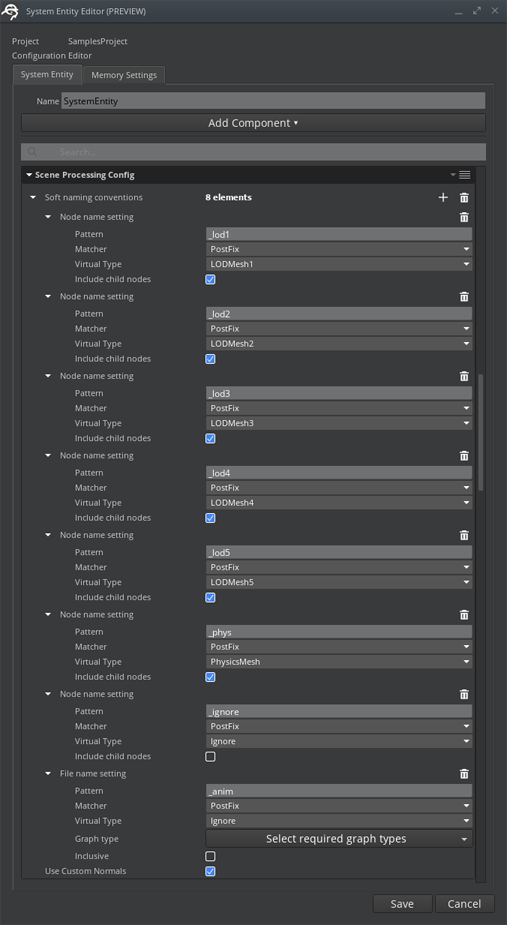 System Entity Editor (PREVIEW)
Project SamplesProject
Configuration Editor
System Entity Memory Settings
Name SystemEntity
Add Component
Search...
Scene Processing Config
Soft naming conventions 8 elements
Node name setting
Pattern _lod1
Matcher PostFix
Virtual Type LODMesh1
Include child nodes
Node name setting
Pattern _lod2
Matcher PostFix
Virtual Type LODMesh2
Include child nodes
Node name setting
Pattern _lod3
Matcher PostFix
Virtual Type LODMesh3
Include child nodes
Node name setting
Pattern _lod4
Matcher PostFix
Virtual Type LODMesh4
Include child nodes
Node name setting
Pattern _lod5
Matcher PostFix
Virtual Type LODMesh5
Include child nodes
Node name setting
Pattern _phys
Matcher PostFix
Virtual Type PhysicsMesh
Include child nodes
Node name setting
Pattern _ignore
Matcher PostFix
Virtual Type Ignore
Include child nodes
File name setting
Pattern _anim
Matcher PostFix
Virtual Type Ignore
Graph type Select required graph types
Inclusive
Use Custom Normals
Save Cancel